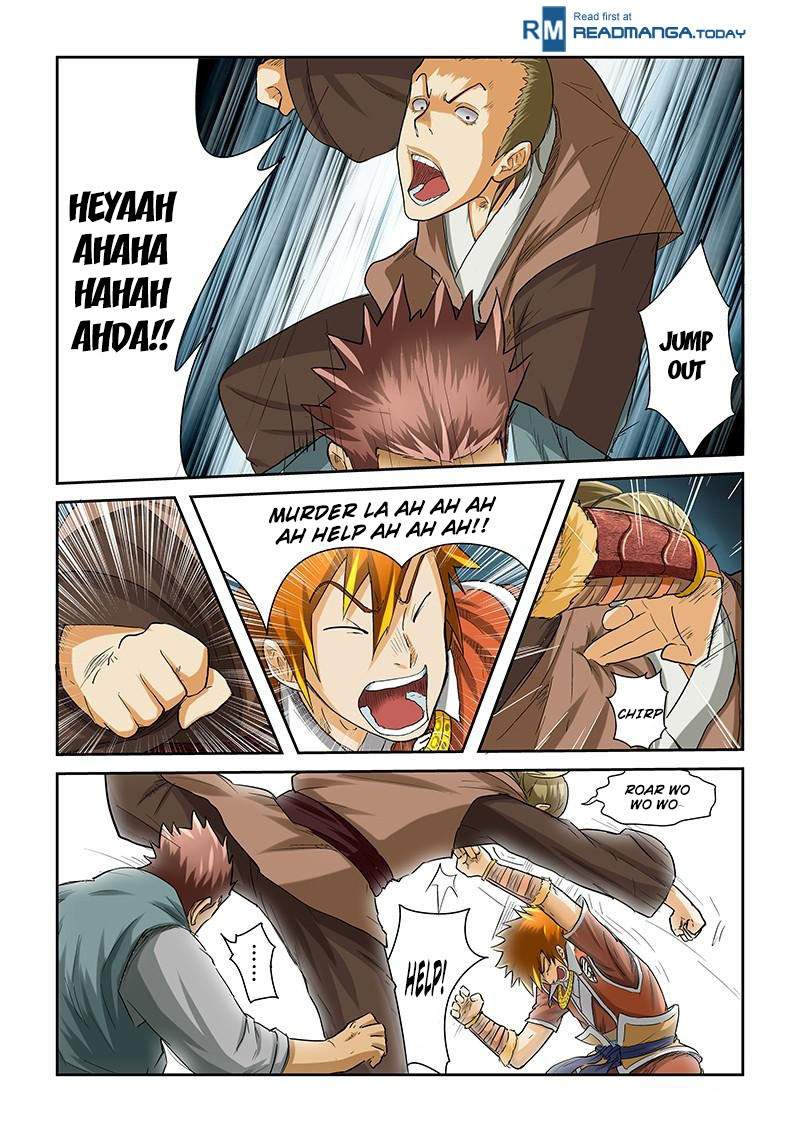 Read first at
RM READMANGA.TODAY
HEYAAH
AHAHA
HAHAH
AHDA!!
JUMP
OUT
MURDER LA AH AH AH
AH HELP AH AH AH!!
CHIRP
ROAR WO
WO WO
......
HELP!